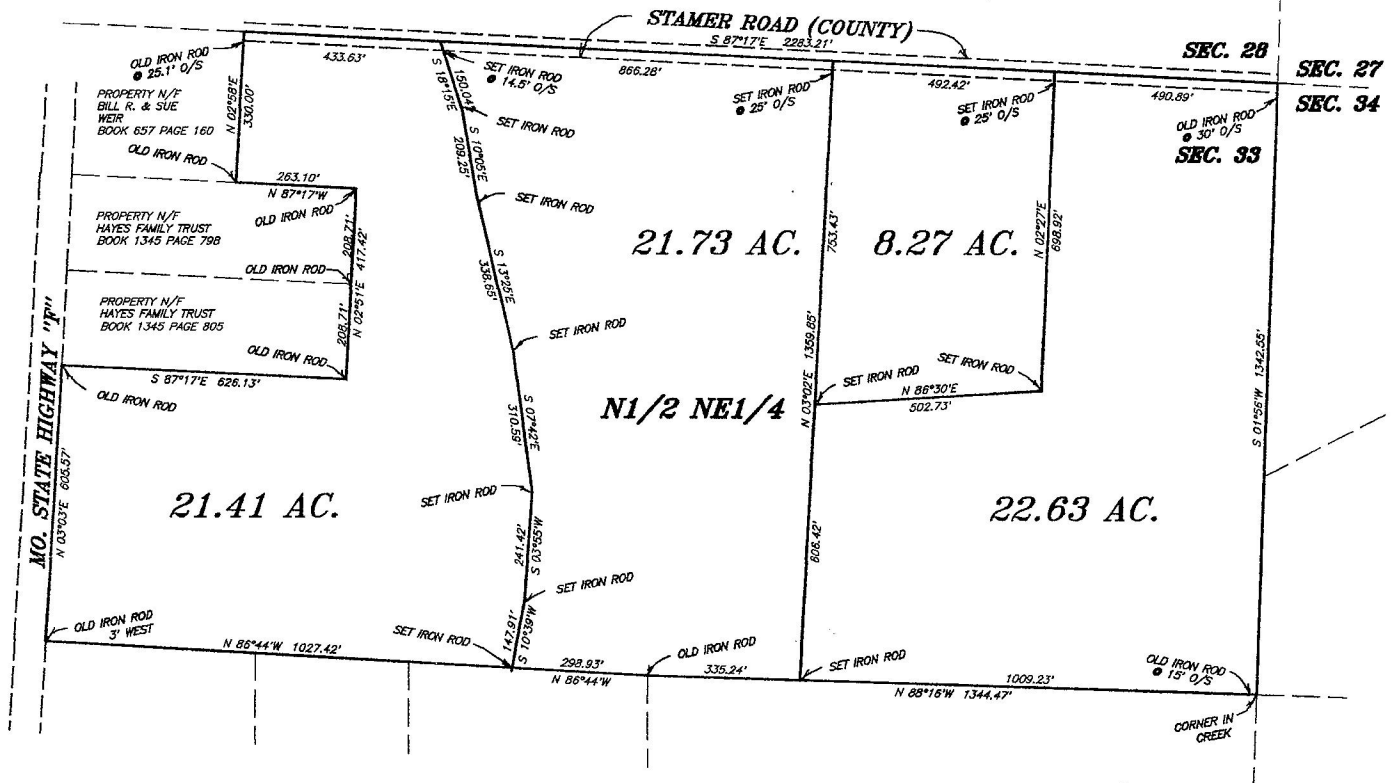 STAMER ROAD (COUNTY)
S 87°17'E 2283.21'
SEC. 28
SEC. 27
SEC. 34
SEC. 33
OLD IRON ROD
@ 25.1' O/S
433.63'
SET IRON ROD
@ 14.5' O/S
866.28'
SET IRON ROD
@ 25' O/S
492.42'
SET IRON ROD
@ 25' O/S
490.89'
OLD IRON ROD
@ 30' O/S
PROPERTY N/F
BILL R. & SUE
WEIR
BOOK 657 PAGE 160
N 02°58'E
330.00'
OLD IRON ROD
263.10'
N 87°17'W
OLD IRON ROD
PROPERTY N/F
HAYES FAMILY TRUST
BOOK 1345 PAGE 798
208.71'
OLD IRON ROD
N 02°51'E 417.42'
PROPERTY N/F
HAYES FAMILY TRUST
BOOK 1345 PAGE 805
208.71'
OLD IRON ROD
S 87°17'E 626.13'
OLD IRON ROD
MO. STATE HIGHWAY "F"
N 03°03'E 605.57'
21.41 AC.
OLD IRON ROD
3' WEST
N 86°44'W 1027.42'
S 18°15'E
150.04'
SET IRON ROD
S 10°05'E
209.25'
SET IRON ROD
S 13°25'E
338.65'
SET IRON ROD
S 07°42'E
310.59'
SET IRON ROD
241.42'
S 03°55'W
SET IRON ROD
147.91'
S 10°39'W
SET IRON ROD
21.73 AC.
N1/2 NE1/4
298.93'
N 86°44'W
OLD IRON ROD
335.24'
SET IRON ROD
753.43'
N 03°02'E 1359.85'
606.42'
8.27 AC.
N 02°27'E
698.92'
SET IRON ROD
SET IRON ROD
N 86°30'E
502.73'
22.63 AC.
S 01°56'W 1342.55'
1009.23'
N 88°16'W 1344.47'
OLD IRON ROD
@ 15' O/S
CORNER IN
CREEK